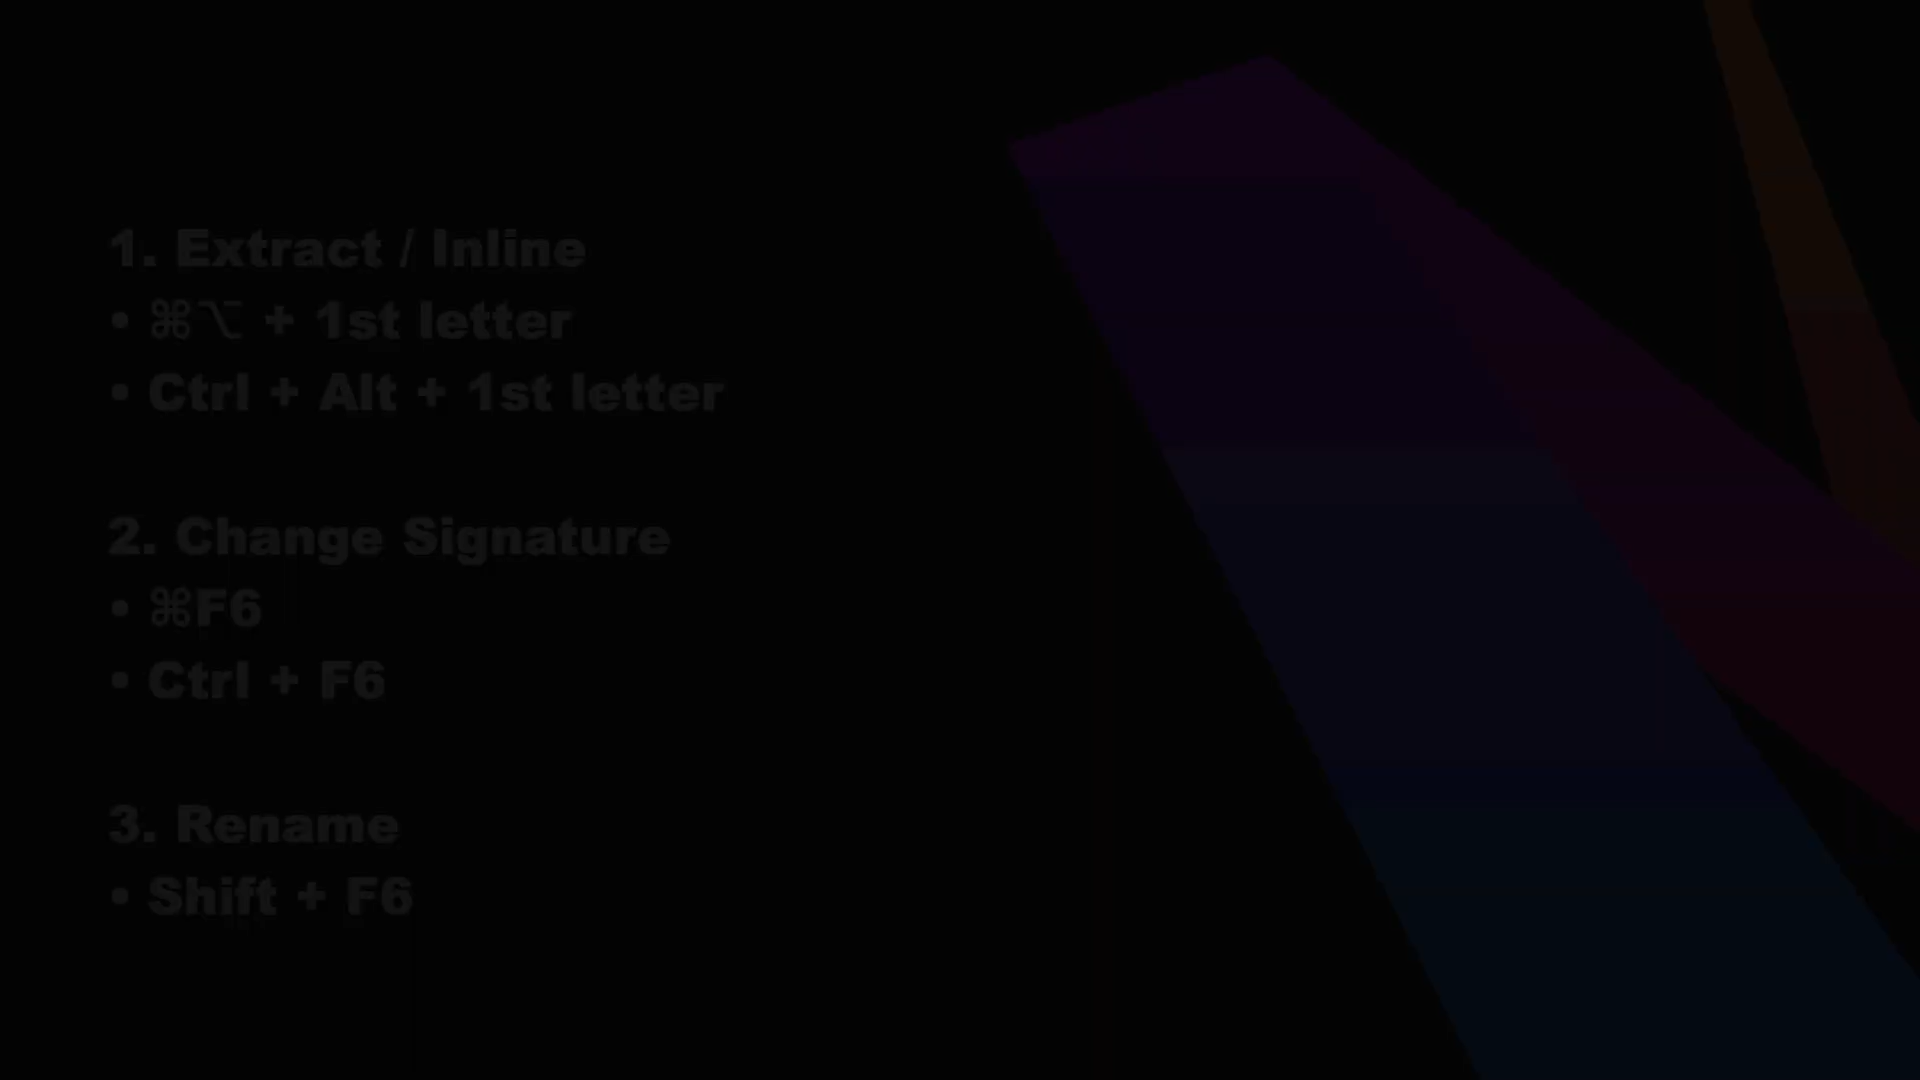 1. Extract / Inline
• ⌘⌥ + 1st letter
• Ctrl + Alt + 1st letter
2. Change Signature
• ⌘F6
• Ctrl + F6
3. Rename
• Shift + F6